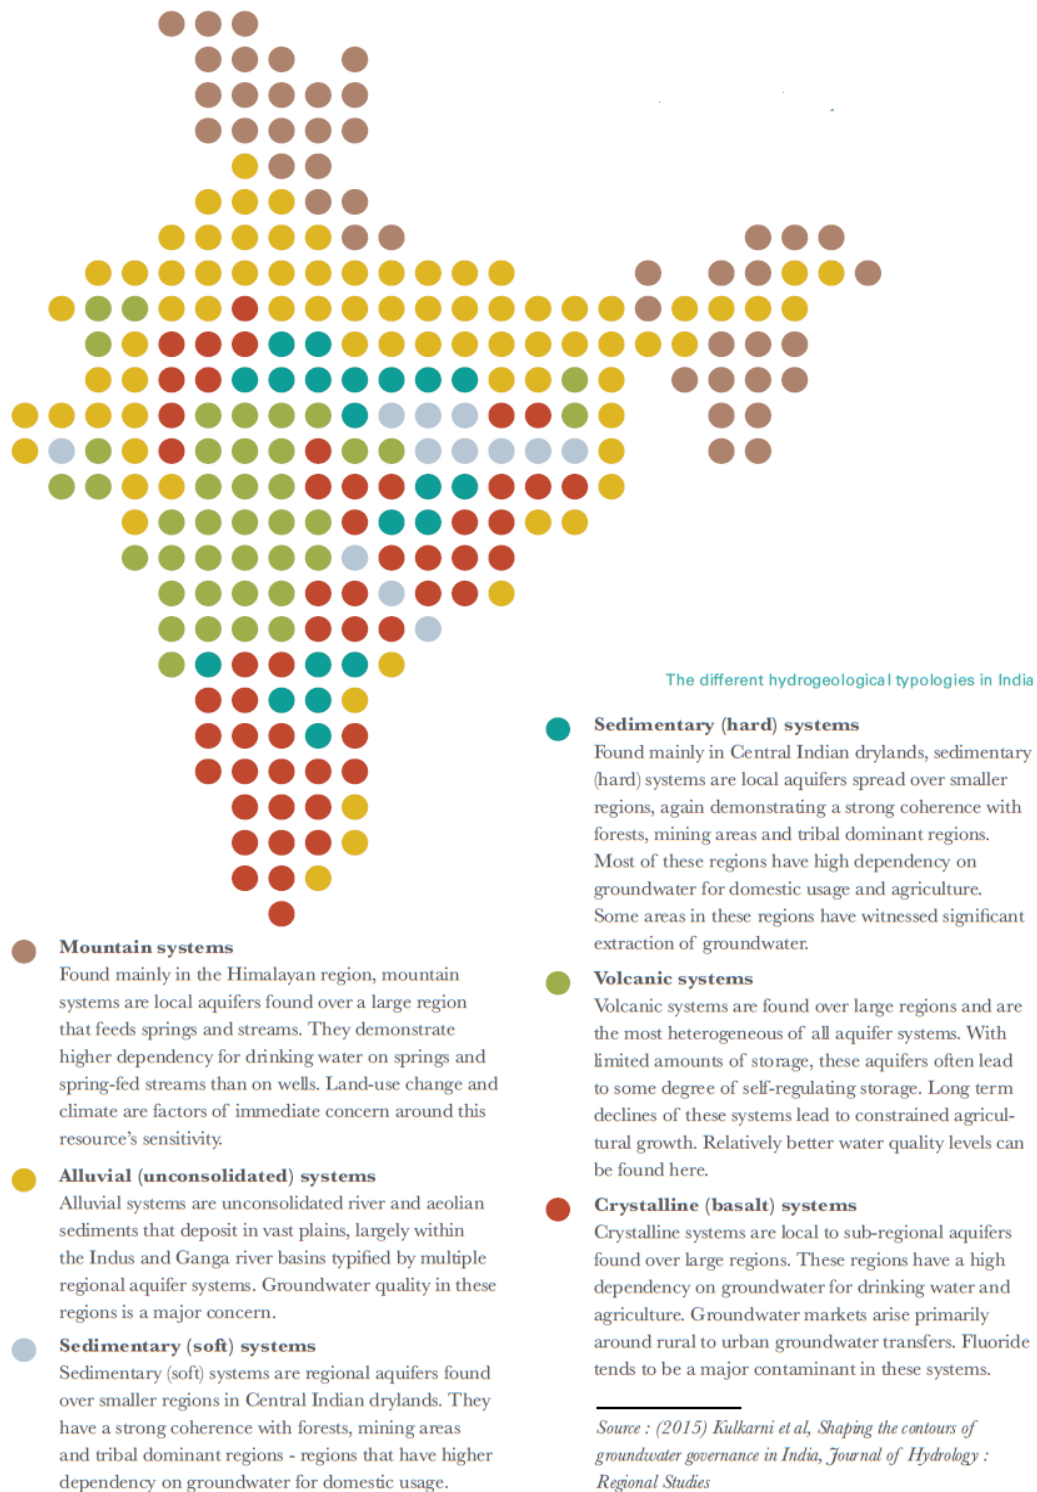 The different hydrogeological typologies in India
Mountain systems
Found mainly in the Himalayan region, mountain
systems are local aquifers found over a large region
that feeds springs and streams. They demonstrate
higher dependency for drinking water on springs and
spring-fed streams than on wells. Land-use change and
climate are factors of immediate concern around this
resource's sensitivity.
Alluvial (unconsolidated) systems
Alluvial systems are unconsolidated river and aeolian
sediments that deposit in vast plains, largely within
the Indus and Ganga river basins typified by multiple
regional aquifer systems. Groundwater quality in these
regions is a major concern.
Sedimentary (soft) systems
Sedimentary (soft) systems are regional aquifers found
over smaller regions in Central Indian drylands. They
have a strong coherence with forests, mining areas
and tribal dominant regions - regions that have higher
dependency on groundwater for domestic usage.
Sedimentary (hard) systems
Found mainly in Central Indian drylands, sedimentary
(hard) systems are local aquifers spread over smaller
regions, again demonstrating a strong coherence with
forests, mining areas and tribal dominant regions.
Most of these regions have high dependency on
groundwater for domestic usage and agriculture.
Some areas in these regions have witnessed significant
extraction of groundwater.
Volcanic systems
Volcanic systems are found over large regions and are
the most heterogeneous of all aquifer systems. With
limited amounts of storage, these aquifers often lead
to some degree of self-regulating storage. Long term
declines of these systems lead to constrained agricul-
tural growth. Relatively better water quality levels can
be found here.
Crystalline (basalt) systems
Crystalline systems are local to sub-regional aquifers
found over large regions. These regions have a high
dependency on groundwater for drinking water and
agriculture. Groundwater markets arise primarily
around rural to urban groundwater transfers. Fluoride
tends to be a major contaminant in these systems.
Source : (2015) Kulkarni et al, Shaping the contours of
groundwater governance in India, Journal of Hydrology :
Regional Studies